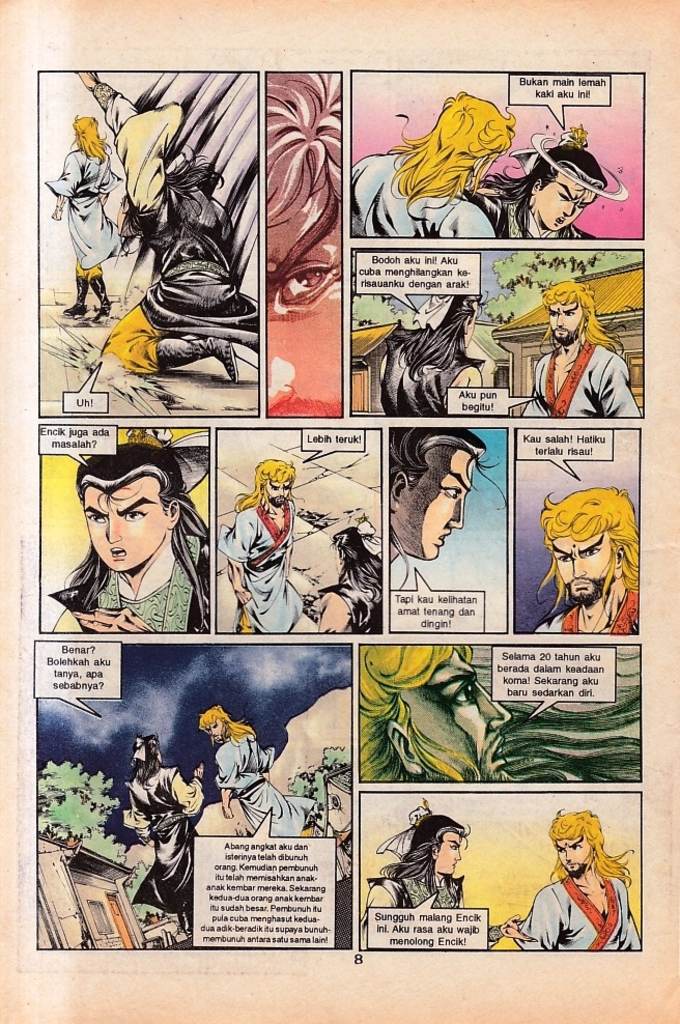 Uh!
Bukan main lemah
kaki aku ini!
Bodoh aku ini! Aku
cuba menghilangkan ke-
risauanku dengan arak!
Aku pun
begitu!
Encik juga ada
masalah?
Lebih teruk!
Tapi kau kelihatan
amat tenang dan
dingin!
Kau salah! Hatiku
terlalu risau!
Benar?
Bolehkah aku
tanya, apa
sebabnya?
Abang angkat aku dan
isterinya telah dibunuh
orang. Kemudian pembunuh
itu telah memisahkan anak-
anak kembar mereka. Sekarang
kedua-dua orang anak kembar
itu sudah besar. Pembunuh itu
pula cuba menghasut kedua-
dua adik-beradik itu supaya bunuh-
membunuh antara satu sama lain!
Selama 20 tahun aku
berada dalam keadaan
koma! Sekarang aku
baru sedarkan diri.
Sungguh malang Encik
ini. Aku rasa aku wajib
menolong Encik!
8